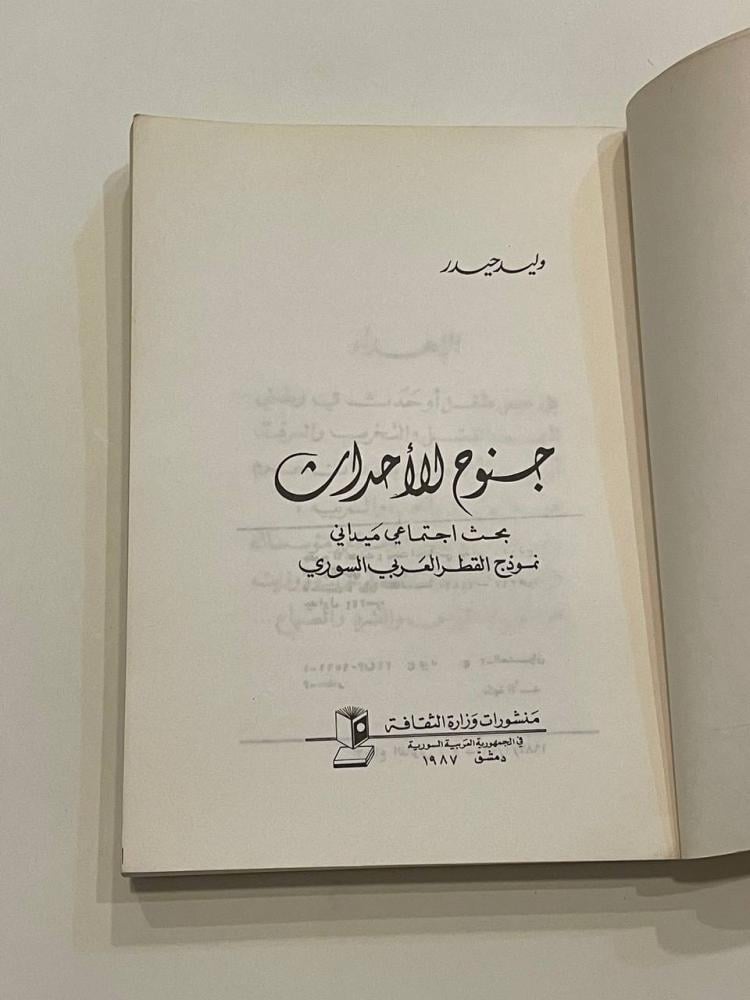 وليد حيدر
جنوح الأحداث
بحث اجتماعي ميداني
نموذج القطر العربي السوري
منشورات وزارة الثقافة
في الجمهورية العربية السورية
دمشق ١٩٨٧